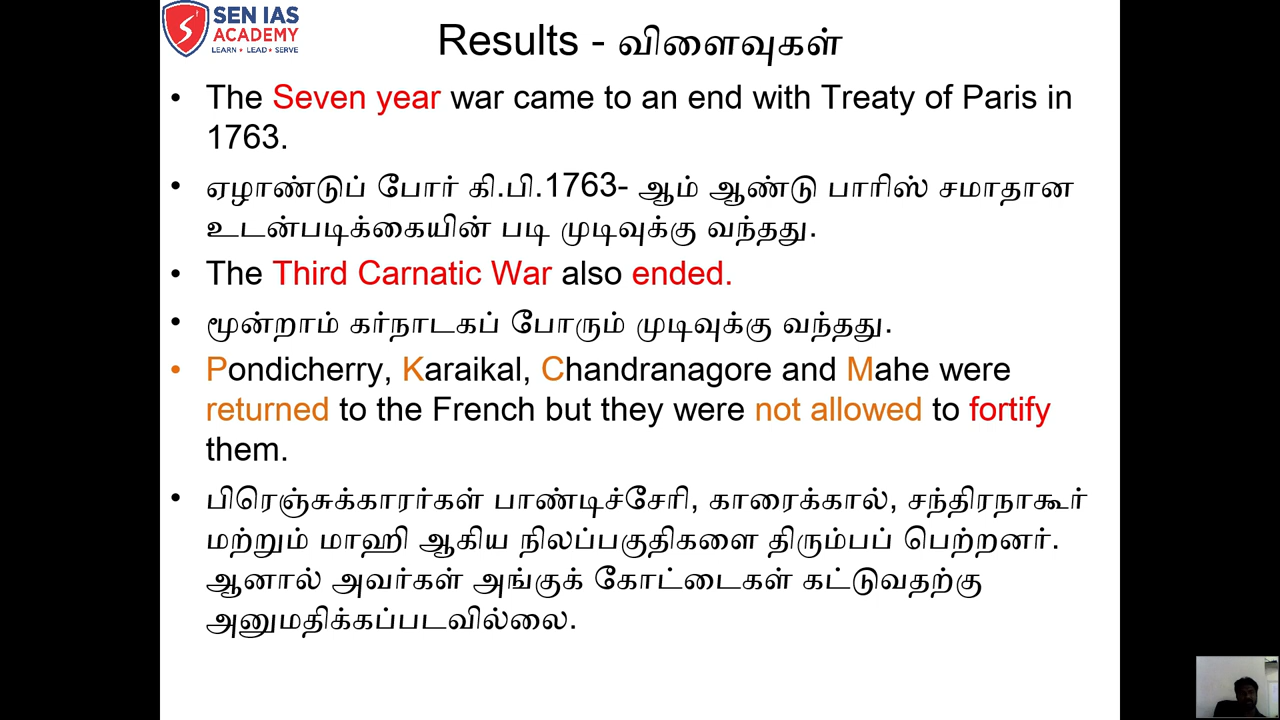 SEN IAS
ACADEMY
LEARN ★ LEAD ★ SERVE
Results - விளைவுகள்
• The Seven year war came to an end with Treaty of Paris in
1763.
• ஏழாண்டுப் போர் கி.பி.1763- ஆம் ஆண்டு பாரிஸ் சமாதான
உடன்படிக்கையின் படி முடிவுக்கு வந்தது.
• The Third Carnatic War also ended.
• மூன்றாம் கர்நாடகப் போரும் முடிவுக்கு வந்தது.
• Pondicherry, Karaikal, Chandranagore and Mahe were
returned to the French but they were not allowed to fortify
them.
• பிரெஞ்சுக்காரர்கள் பாண்டிச்சேரி, காரைக்கால், சந்திரநாகூர்
மற்றும் மாஹி ஆகிய நிலப்பகுதிகளை திரும்பப் பெற்றனர்.
ஆனால் அவர்கள் அங்குக் கோட்டைகள் கட்டுவதற்கு
அனுமதிக்கப்படவில்லை.